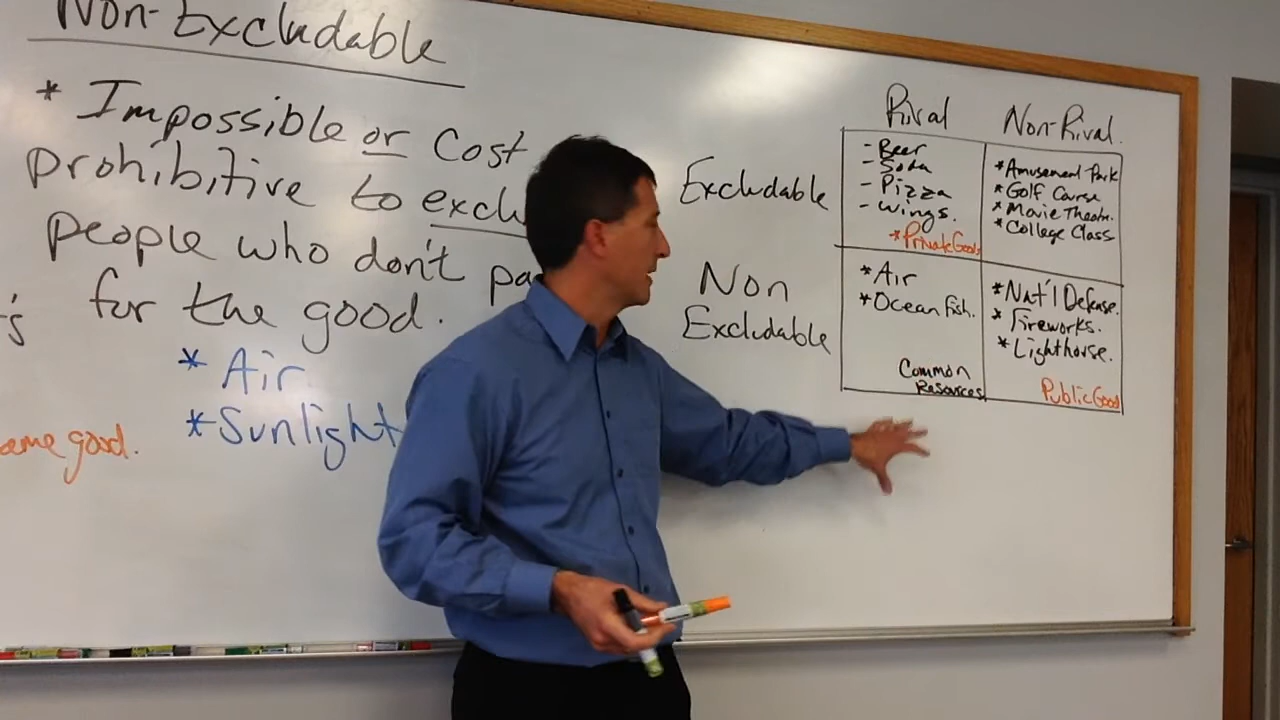 Non-Excludable
* Impossible or Cost
prohibitive to exclu
people who don't pa
for the good.
's
* Air
* Sunlight
ame good.
Rival Non-Rival.
Excludable
- Beer
- Soda
- Pizza
- Wings.
* Private Goods
* Amusement Park
* Golf Course
* Movie Theatre.
* College Class
Non
Excludable
* Air
* Ocean Fish.
Common
Resources
* Nat'l Defense.
* Fireworks.
* Lighthouse.
Public Good